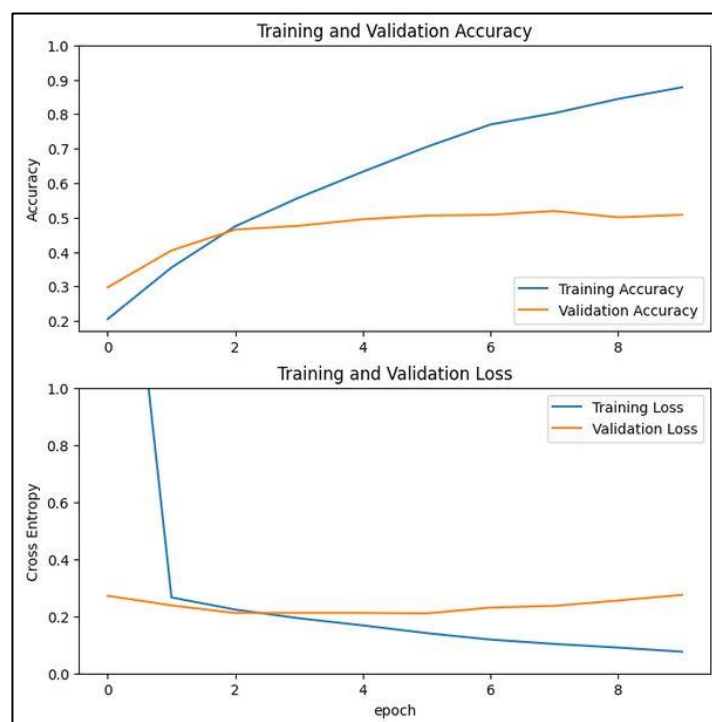 Training and Validation Accuracy
1.0
0.9
0.8
0.7
0.6
0.5
0.4
0.3
0.2
Accuracy
Training Accuracy
Validation Accuracy
0 2 4 6 8
Training and Validation Loss
1.0
0.8
0.6
0.4
0.2
0.0
Cross Entropy
Training Loss
Validation Loss
0 2 4 6 8
epoch